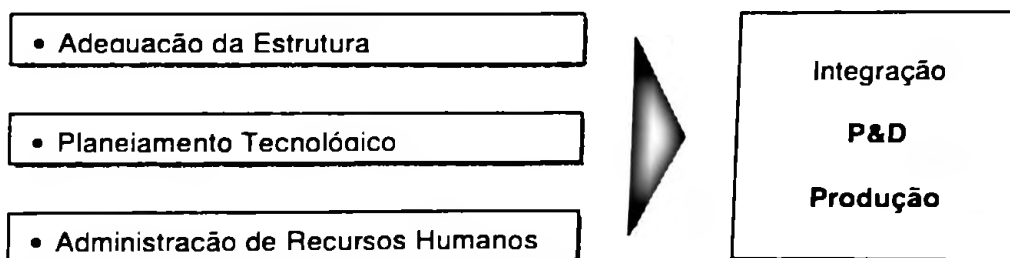 • Adequação da Estrutura
• Planejamento Tecnológico
• Administração de Recursos Humanos
Integração
P&D
Produção